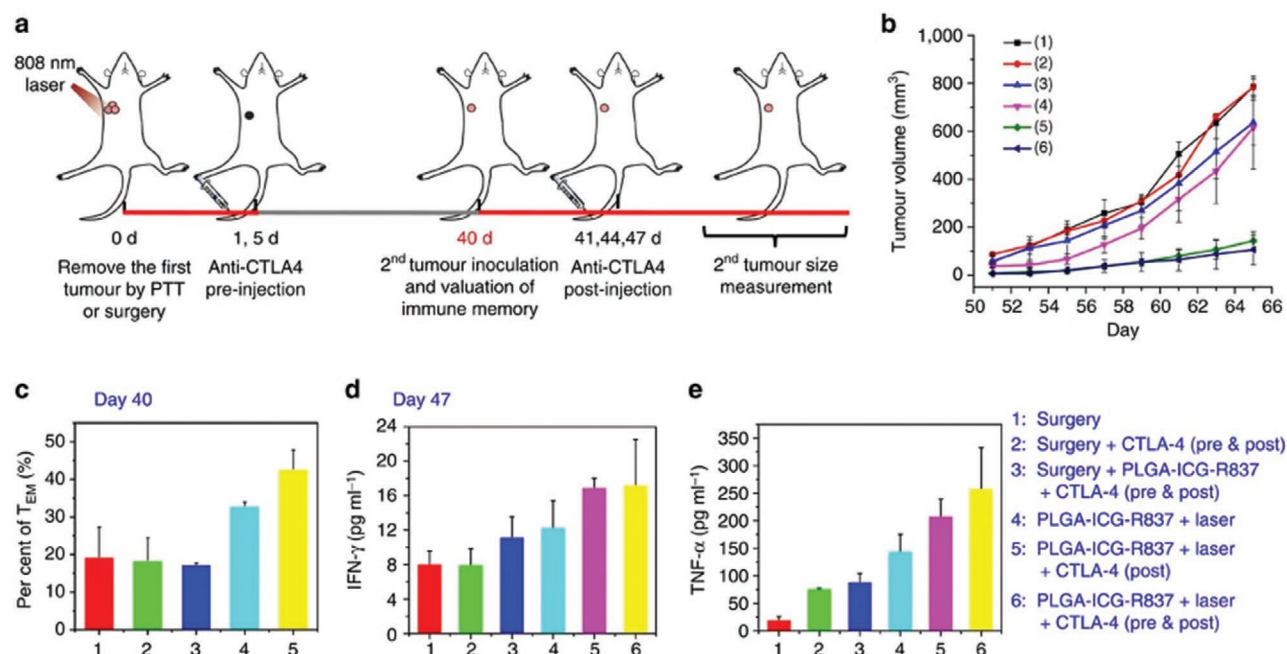 a
808 nm
laser
0 d
1, 5 d
40 d
41,44,47 d
Remove the first
tumour by PTT
or surgery
Anti-CTLA4
pre-injection
2nd tumour inoculation
and valuation of
immune memory
Anti-CTLA4
post-injection
2nd tumour size
measurement
b
Tumour volume (mm3)
1,000
800
600
400
200
0
(1)
(2)
(3)
(4)
(5)
(6)
50 52 54 56 58 60 62 64 66
Day
c
Day 40
Per cent of TEM (%)
50
40
30
20
10
0
1 2 3 4 5
d
Day 47
IFN-γ (pg ml−1)
24
20
16
12
8
4
0
1 2 3 4 5 6
e
TNF-α (pg ml−1)
350
300
250
200
150
100
50
0
1 2 3 4 5 6
1: Surgery
2: Surgery + CTLA-4 (pre & post)
3: Surgery + PLGA-ICG-R837
+ CTLA-4 (pre & post)
4: PLGA-ICG-R837 + laser
5: PLGA-ICG-R837 + laser
+ CTLA-4 (post)
6: PLGA-ICG-R837 + laser
+ CTLA-4 (pre & post)